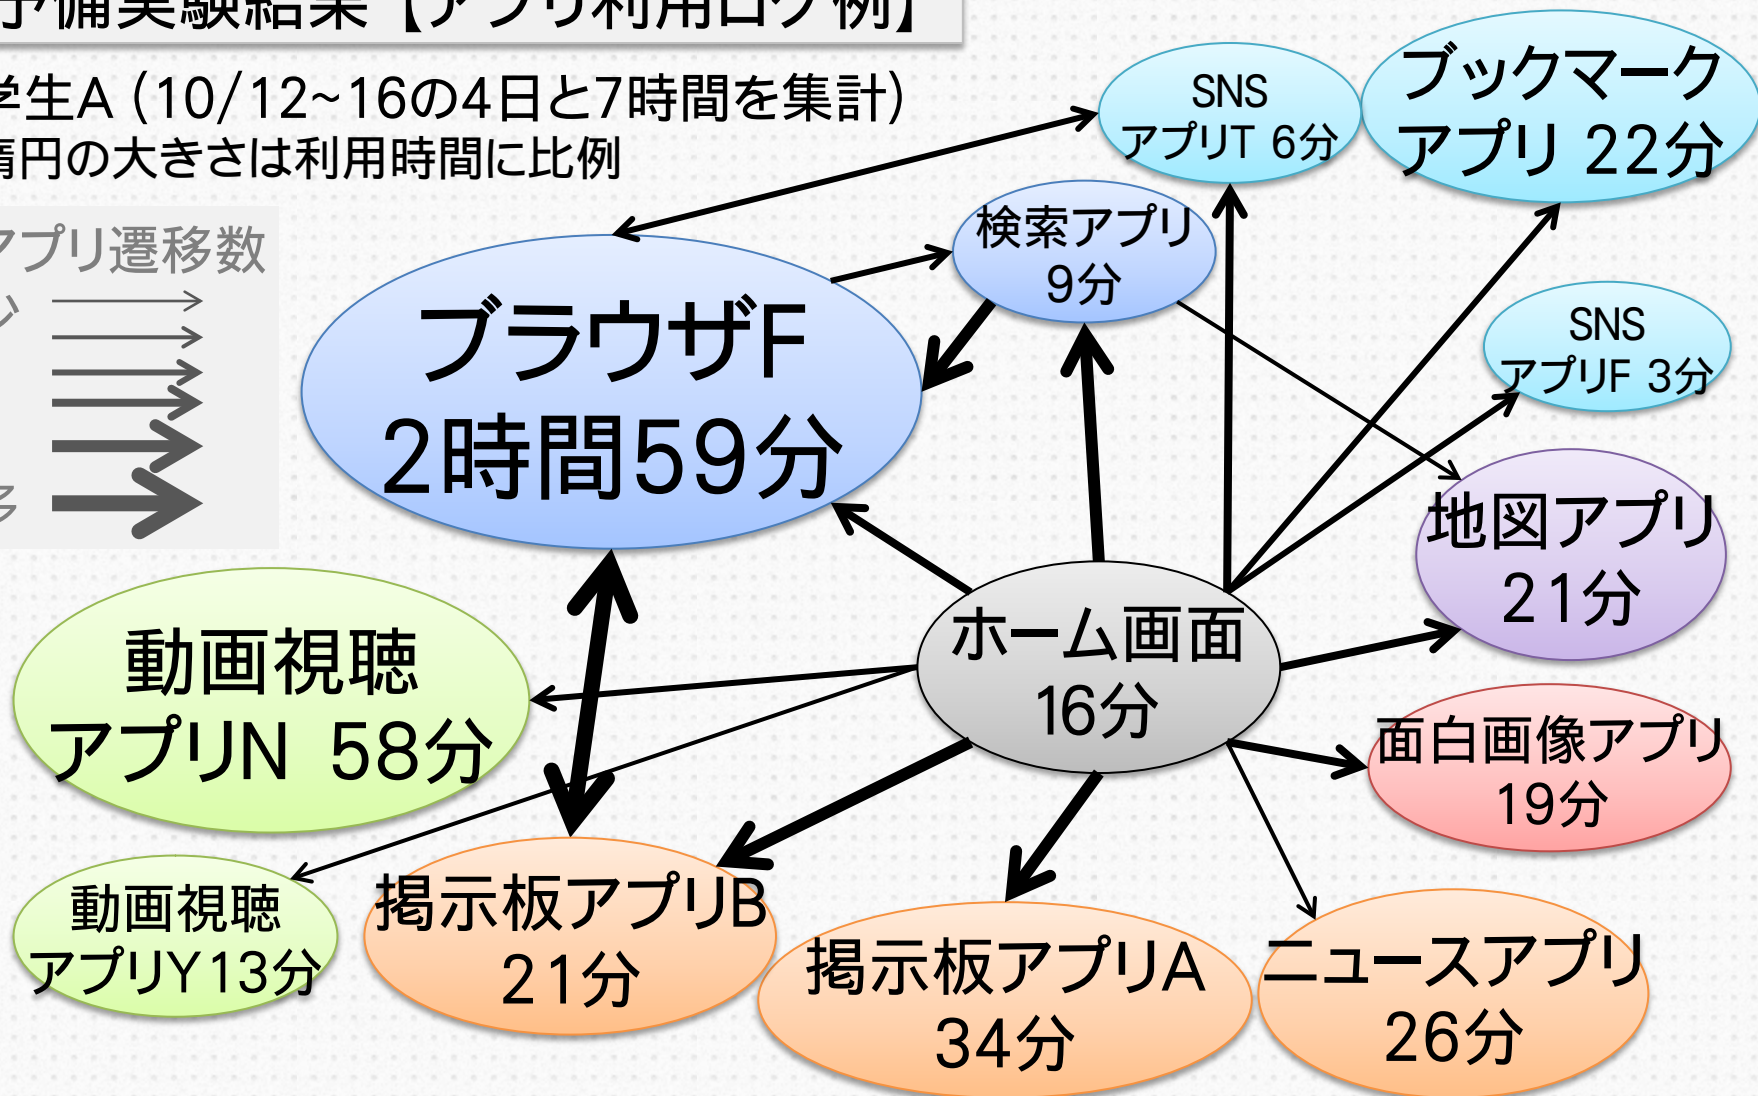 予備実験結果【アプリ利用ログ例】
学生A (10/12~16の4日と7時間を集計)
楕円の大きさは利用時間に比例
アプリ遷移数
少
多
SNS
アプリT 6分
ブックマーク
アプリ 22分
検索アプリ
9分
SNS
アプリF 3分
ブラウザF
2時間59分
地図アプリ
21分
ホーム画面
16分
動画視聴
アプリN 58分
面白画像アプリ
19分
動画視聴
アプリY13分
掲示板アプリB
21分
掲示板アプリA
34分
ニュースアプリ
26分